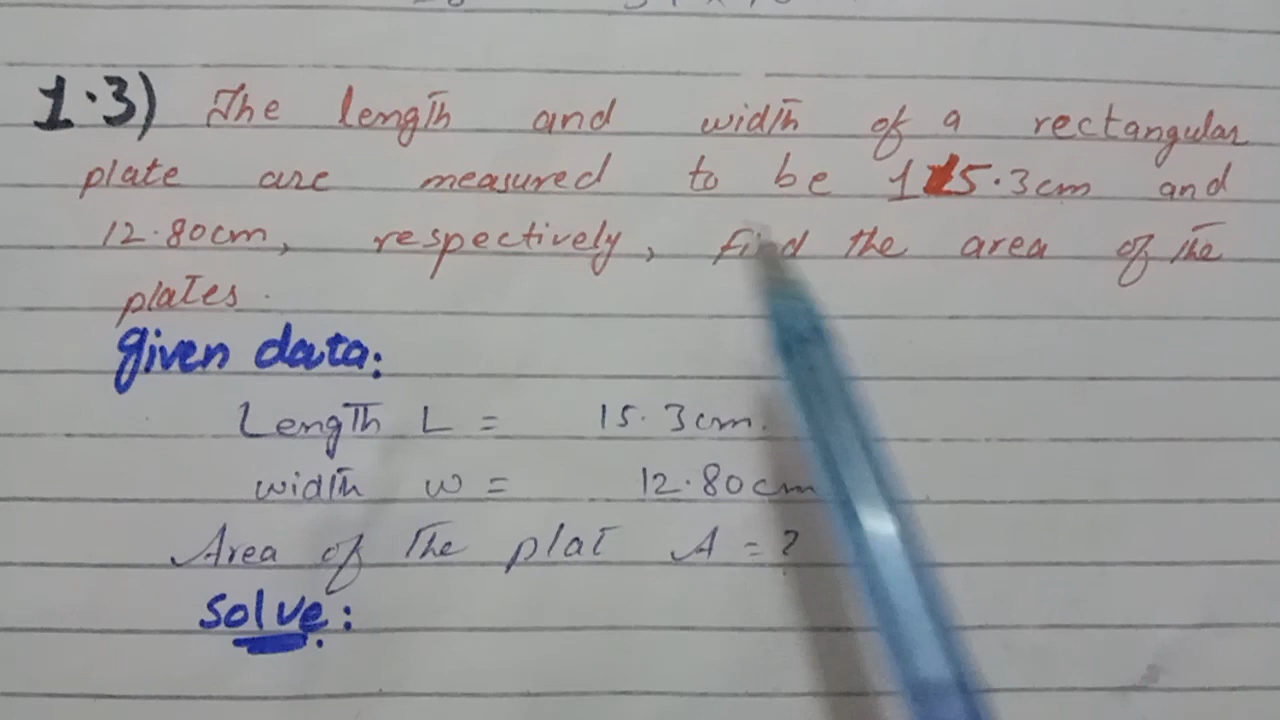 1.3) The length and width of a rectangular
plate are measured to be 15.3cm and
12.80cm, respectively, find the area of the
plates.
given data:
Length L = 15.3cm.
width w = 12.80cm
Area of The plat A = ?
Solve: